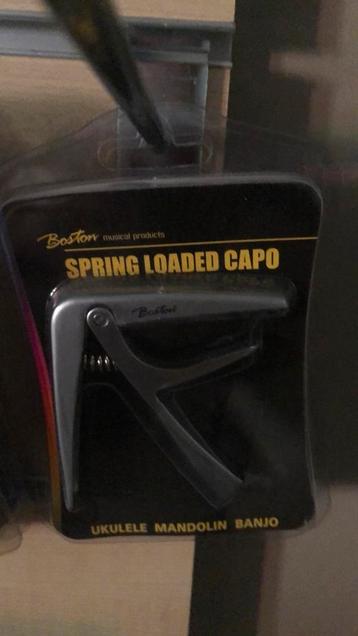 Boston musical products
SPRING LOADED CAPO
Boston
UKULELE MANDOLIN BANJO